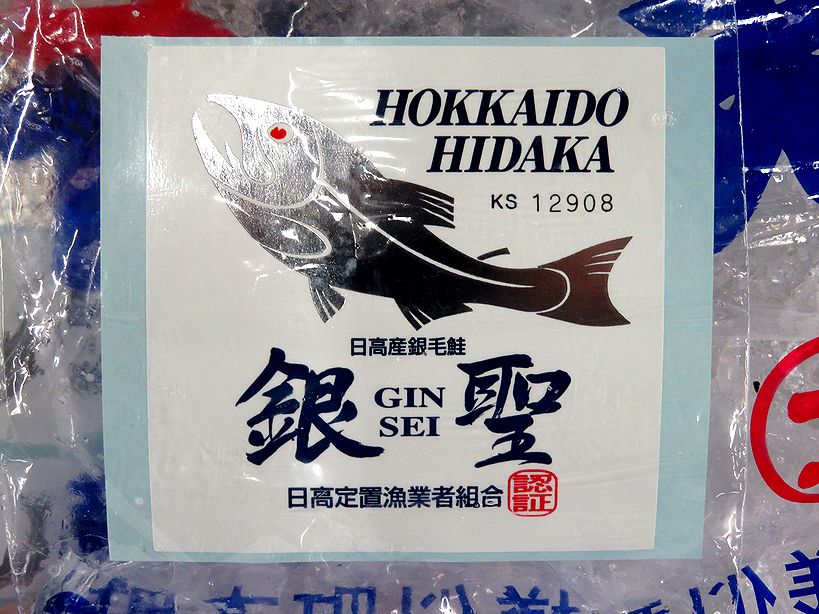 HOKKAIDO
HIDAKA
KS 12908
日高産銀毛鮭
銀聖
GIN
SEI
日高定置漁業者組合
認証